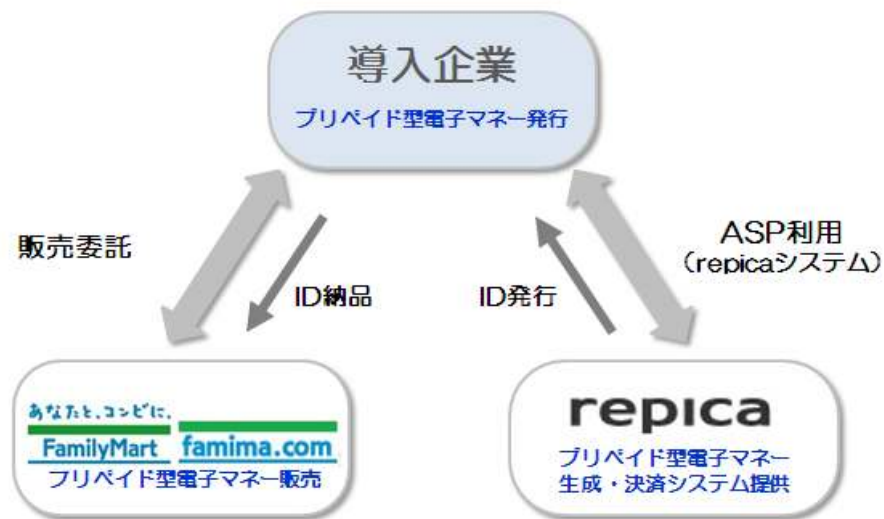 導入企業
プリペイド型電子マネー発行
販売委託
ID納品
ID発行
ASP利用
（repicaシステム）
あなたと、コンビに、
FamilyMart famima.com
プリペイド型電子マネー販売
repica
プリペイド型電子マネー
生成・決済システム提供